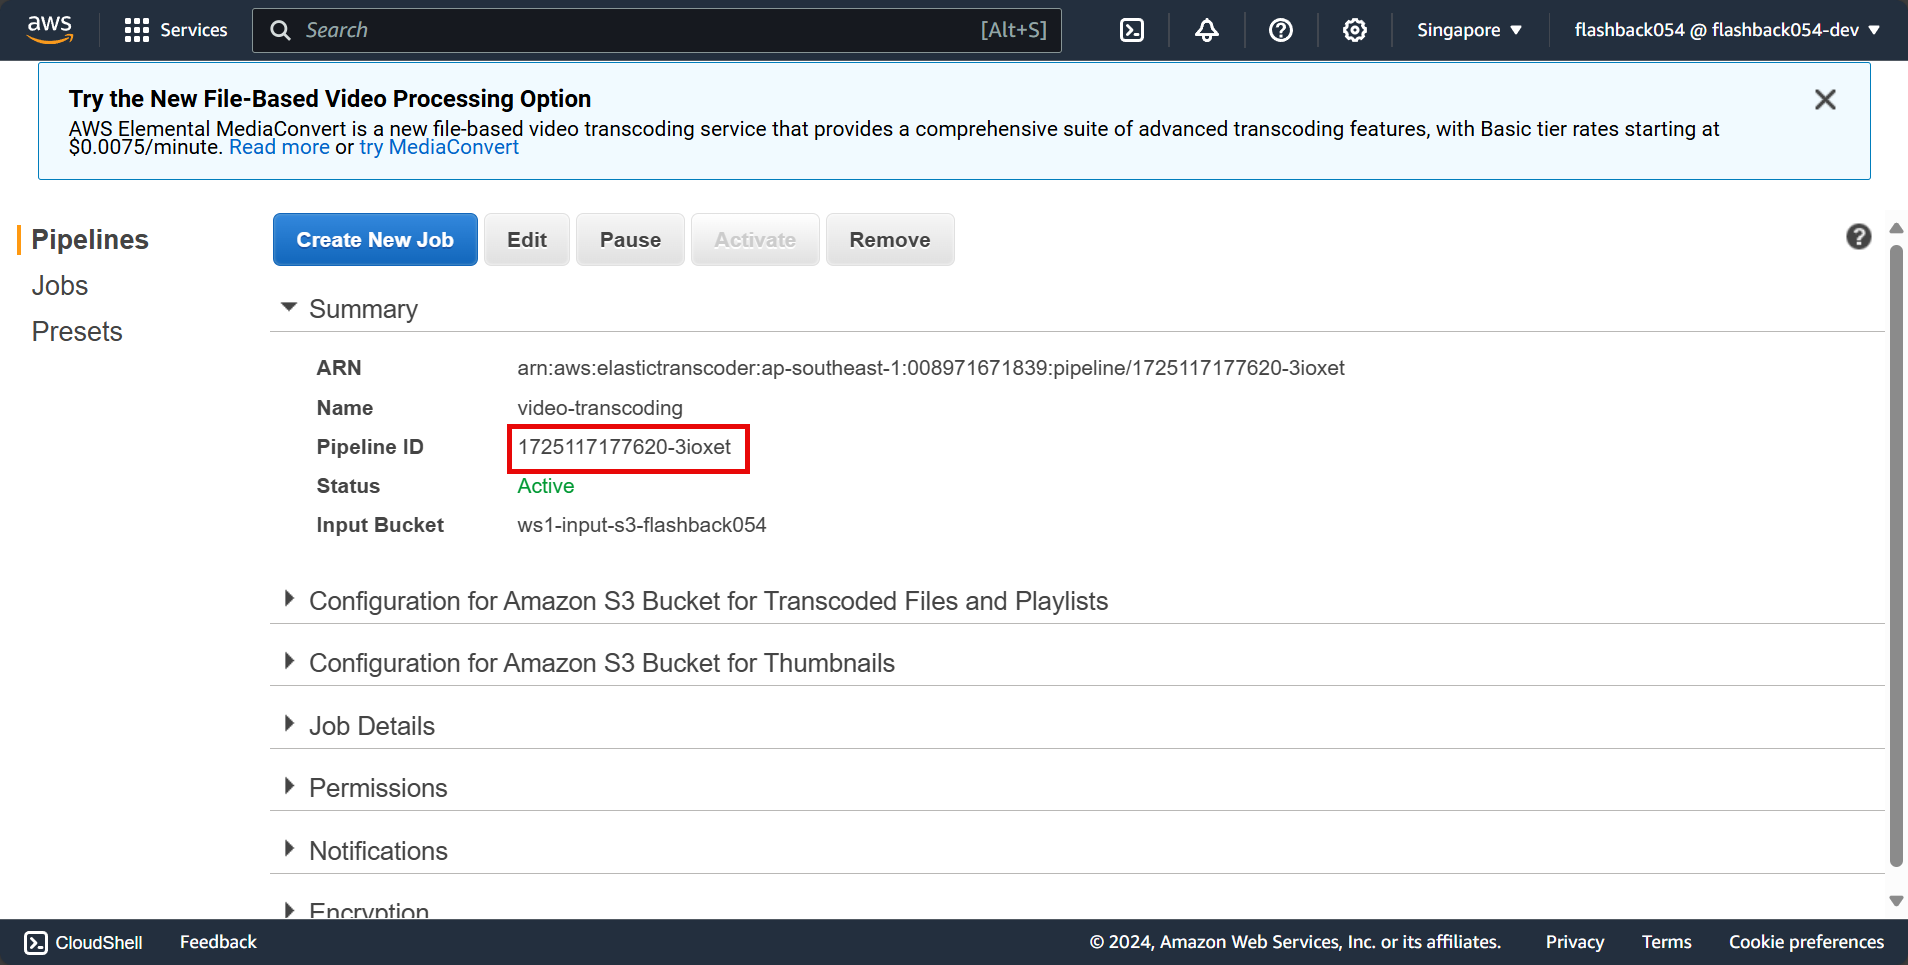 aws Services Search [Alt+S] Singapore flashback054 @ flashback054-dev
Try the New File-Based Video Processing Option
AWS Elemental MediaConvert is a new file-based video transcoding service that provides a comprehensive suite of advanced transcoding features, with Basic tier rates starting at
$0.0075/minute. Read more or try MediaConvert
Pipelines
Jobs
Presets
Create New Job Edit Pause Activate Remove
Summary
ARN arn:aws:elastictranscoder:ap-southeast-1:008971671839:pipeline/1725117177620-3ioxet
Name video-transcoding
Pipeline ID 1725117177620-3ioxet
Status Active
Input Bucket ws1-input-s3-flashback054
Configuration for Amazon S3 Bucket for Transcoded Files and Playlists
Configuration for Amazon S3 Bucket for Thumbnails
Job Details
Permissions
Notifications
Encryption
CloudShell Feedback © 2024, Amazon Web Services, Inc. or its affiliates. Privacy Terms Cookie preferences